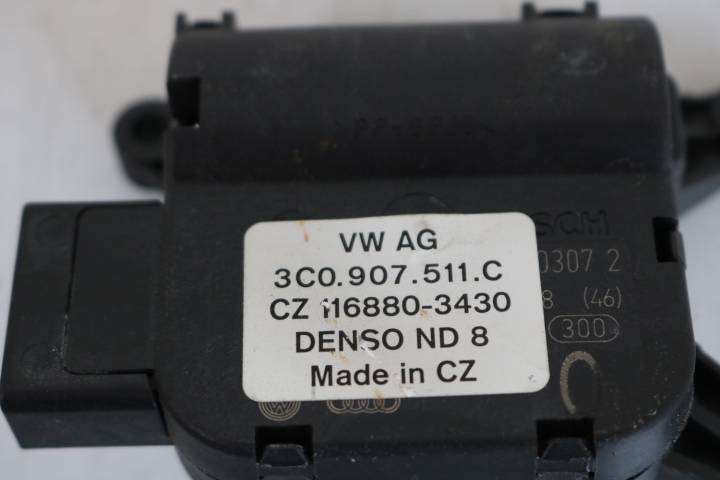 VW AG
3C0.907.511.C
CZ 116880-3430
DENSO ND 8
Made in CZ
SCH
0307 2
8 (46)
300